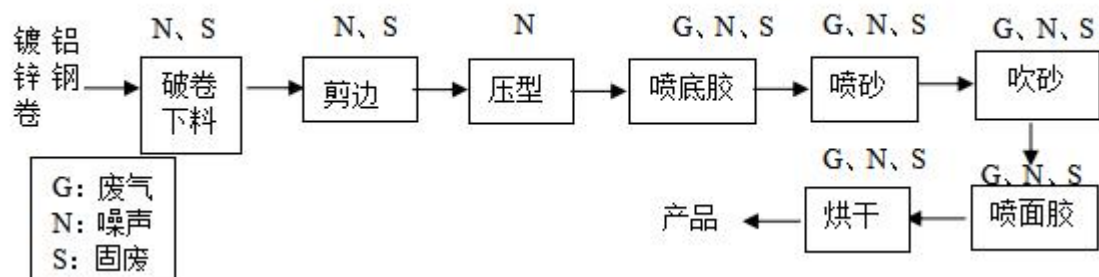 N、S
N、S
N
G、N、S
G、N、S
G、N、S
镀铝
锌钢
卷
破卷
下料
剪边
压型
喷底胶
喷砂
吹砂
G、N、S
G、N、S
产品
烘干
喷面胶
G：废气
N：噪声
S：固废